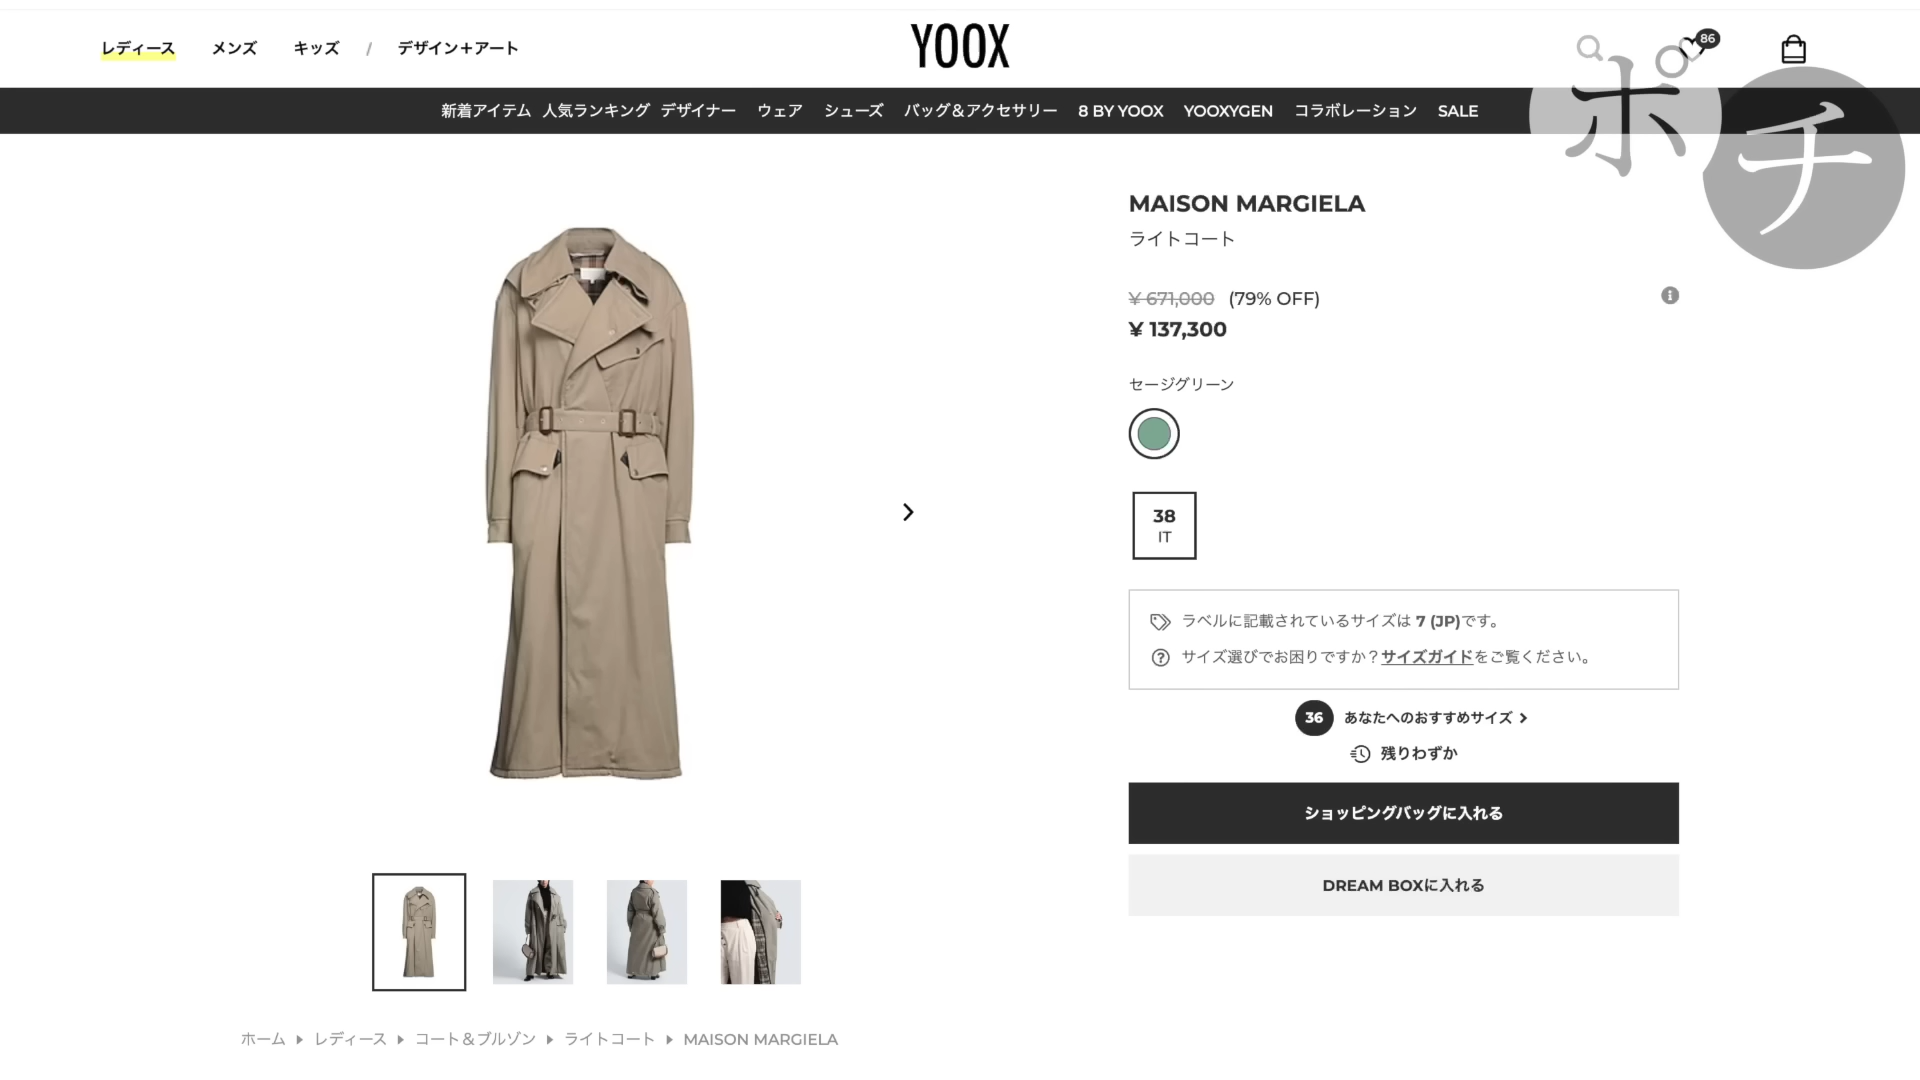 レディース メンズ キッズ / デザイン+アート
YOOX
86
ポチ
新着アイテム 人気ランキング デザイナー ウェア シューズ バッグ&アクセサリー 8 BY YOOX YOOXYGEN コラボレーション SALE
MAISON MARGIELA
ライトコート
¥ 671,000 (79% OFF)
¥ 137,300
セージグリーン
38
IT
ラベルに記載されているサイズは 7 (JP)です。
サイズ選びでお困りですか？サイズガイドをご覧ください。
36 あなたへのおすすめサイズ
残りわずか
ショッピングバッグに入れる
DREAM BOXに入れる
ホーム ▶ レディース ▶ コート&ブルゾン ▶ ライトコート ▶ MAISON MARGIELA